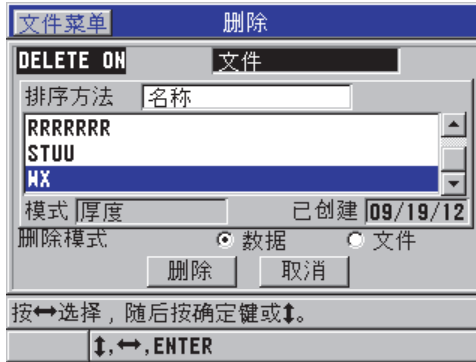 文件菜单 删除
DELETE ON 文件
排序方法 名称
RRRRRRR
STUU
WX
模式 厚度 已创建 09/19/12
删除模式 数据 文件
删除 取消
按↔选择，随后按确定键或↕。
↕,↔,ENTER